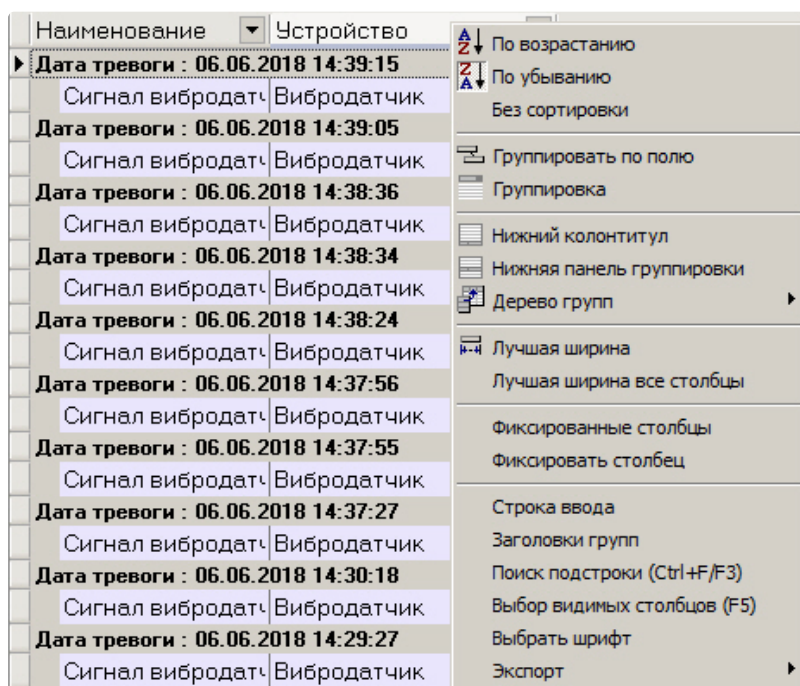 Наименование Устройство
Дата тревоги : 06.06.2018 14:39:15
Сигнал вибродатч Вибродатчик
Дата тревоги : 06.06.2018 14:39:05
Сигнал вибродатч Вибродатчик
Дата тревоги : 06.06.2018 14:38:36
Сигнал вибродатч Вибродатчик
Дата тревоги : 06.06.2018 14:38:34
Сигнал вибродатч Вибродатчик
Дата тревоги : 06.06.2018 14:38:24
Сигнал вибродатч Вибродатчик
Дата тревоги : 06.06.2018 14:37:56
Сигнал вибродатч Вибродатчик
Дата тревоги : 06.06.2018 14:37:55
Сигнал вибродатч Вибродатчик
Дата тревоги : 06.06.2018 14:37:27
Сигнал вибродатч Вибродатчик
Дата тревоги : 06.06.2018 14:30:18
Сигнал вибродатч Вибродатчик
Дата тревоги : 06.06.2018 14:29:27
Сигнал вибродатч Вибродатчик
По возрастанию
По убыванию
Без сортировки
Группировать по полю
Группировка
Нижний колонтитул
Нижняя панель группировки
Дерево групп
Лучшая ширина
Лучшая ширина все столбцы
Фиксированные столбцы
Фиксировать столбец
Строка ввода
Заголовки групп
Поиск подстроки (Ctrl+F/F3)
Выбор видимых столбцов (F5)
Выбрать шрифт
Экспорт